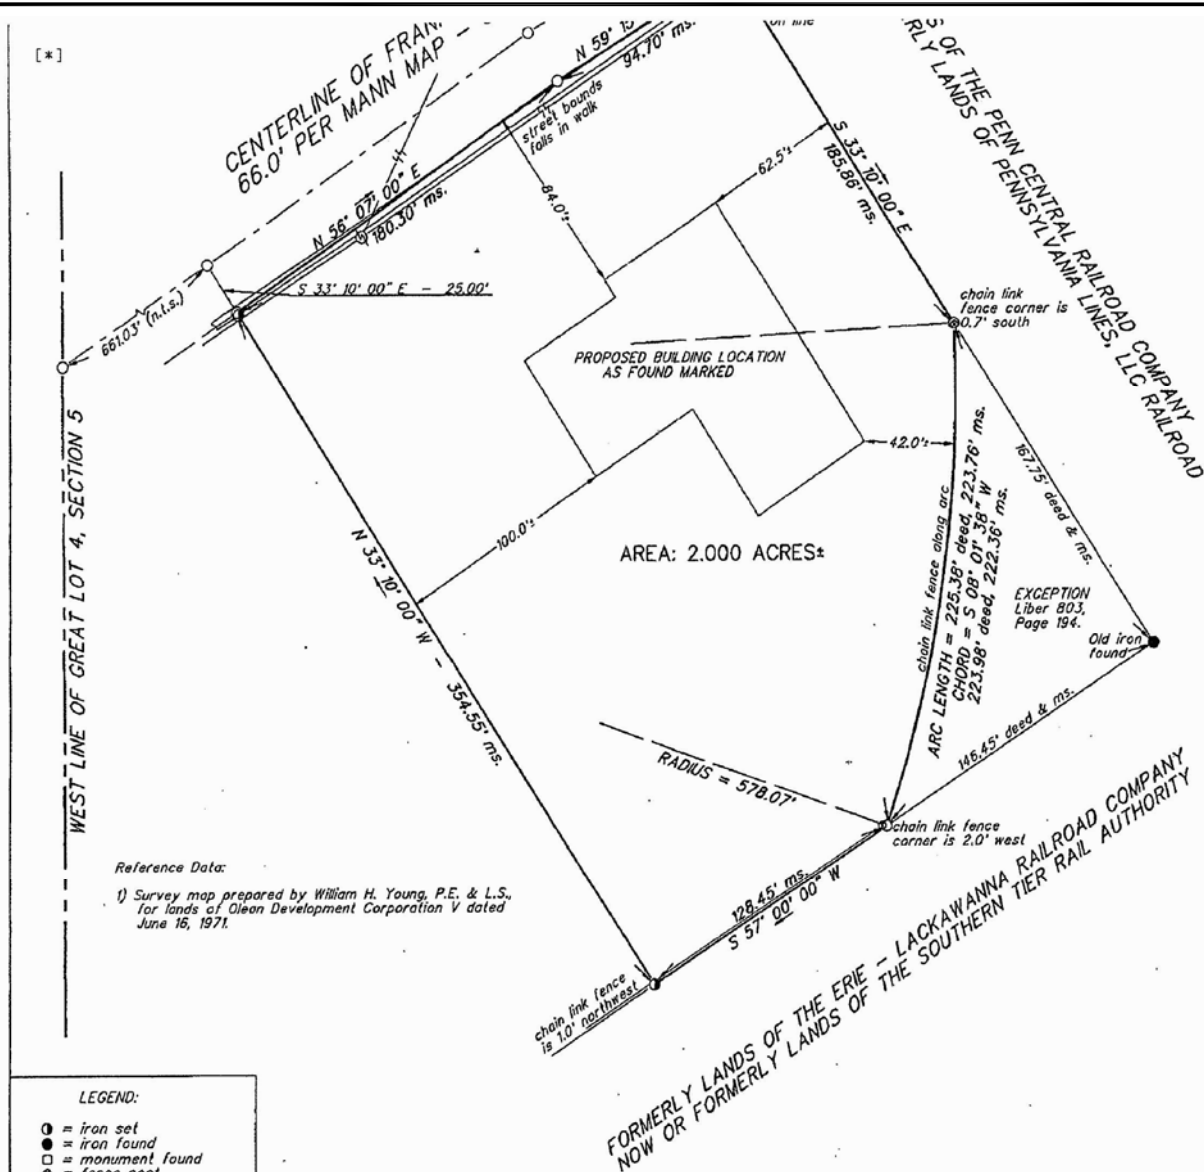 [*]
CENTERLINE OF
66.0' PER MANN MAP
N 59°
94.70' ms.
street bounds
falls in walk
on line
OF THE PENN CENTRAL RAILROAD COMPANY
LANDS OF PENNSYLVANIA LINES, LLC RAILROAD
N 56° 07' 00" E
180.30' ms.
84.0'±
62.5'±
S 33° 10' 00" E
185.86' ms.
S 33° 10' 00" E - 25.00'
661.03' (n.t.s.)
chain link
fence corner is
0.7' south
PROPOSED BUILDING LOCATION
AS FOUND MARKED
WEST LINE OF GREAT LOT 4, SECTION 5
42.0'±
167.75' deed & ms.
100.0'±
N 33° 10' 00" W - 354.55' ms.
AREA: 2.000 ACRES±
chain link fence along arc
ARC LENGTH = 225.38' deed, 223.76' ms.
CHORD = S 08° 01' 38" W
223.98' deed, 222.36' ms.
EXCEPTION
Liber 803,
Page 194.
Old iron
found
146.45' deed & ms.
RADIUS = 578.07'
chain link fence
corner is 2.0' west
128.45' ms.
S 57° 00' 00" W
Reference Data:
1) Survey map prepared by William H. Young, P.E. & L.S.,
for lands of Olean Development Corporation V dated
June 16, 1971.
chain link fence
is 1.0' northwest
FORMERLY LANDS OF THE ERIE - LACKAWANNA RAILROAD COMPANY
NOW OR FORMERLY LANDS OF THE SOUTHERN TIER RAIL AUTHORITY
LEGEND:
= iron set
= iron found
= monument found